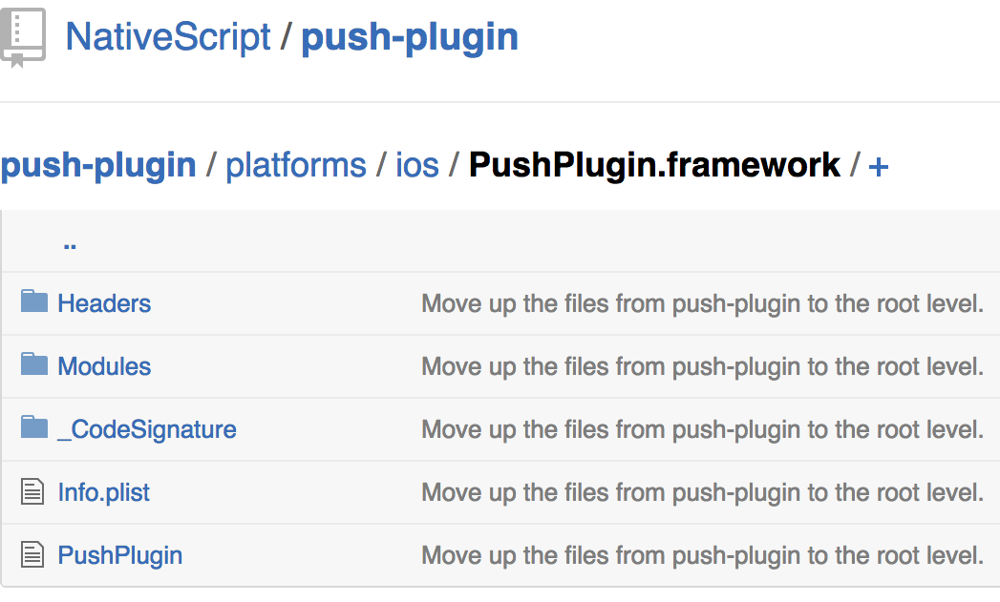 NativeScript / push-plugin
push-plugin / platforms / ios / PushPlugin.framework / +
..
Headers Move up the files from push-plugin to the root level.
Modules Move up the files from push-plugin to the root level.
_CodeSignature Move up the files from push-plugin to the root level.
Info.plist Move up the files from push-plugin to the root level.
PushPlugin Move up the files from push-plugin to the root level.